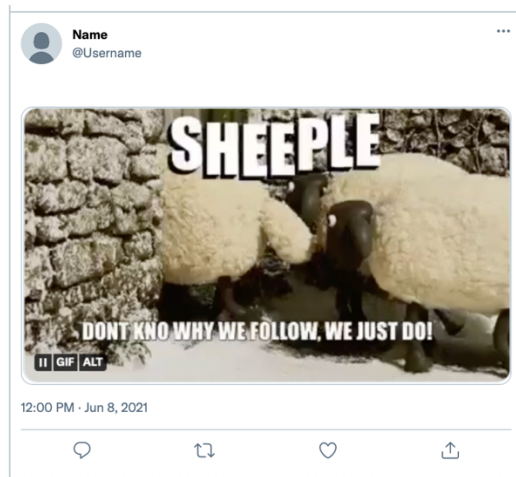 Name
@Username
SHEEPLE
DONT KNO WHY WE FOLLOW, WE JUST DO!
GIF ALT
12:00 PM · Jun 8, 2021